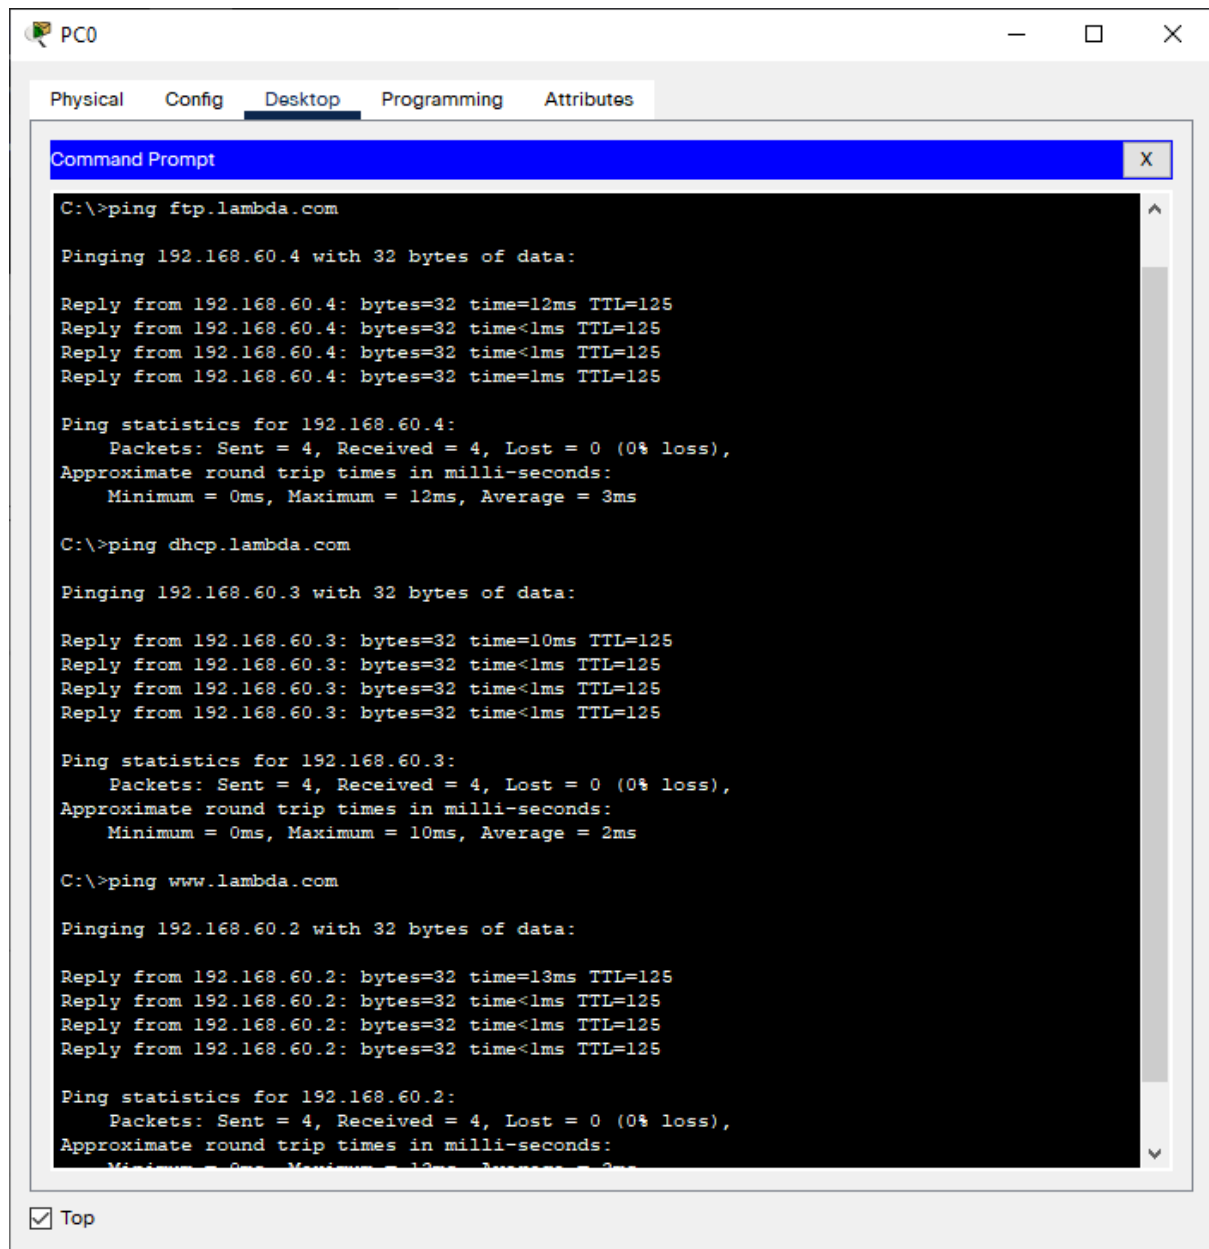 PC0
Physical Config Desktop Programming Attributes
Command Prompt
X
C:\>ping ftp.lambda.com
Pinging 192.168.60.4 with 32 bytes of data:
Reply from 192.168.60.4: bytes=32 time=12ms TTL=125
Reply from 192.168.60.4: bytes=32 time<1ms TTL=125
Reply from 192.168.60.4: bytes=32 time<1ms TTL=125
Reply from 192.168.60.4: bytes=32 time=1ms TTL=125
Ping statistics for 192.168.60.4:
Packets: Sent = 4, Received = 4, Lost = 0 (0% loss),
Approximate round trip times in milli-seconds:
Minimum = 0ms, Maximum = 12ms, Average = 3ms
C:\>ping dhcp.lambda.com
Pinging 192.168.60.3 with 32 bytes of data:
Reply from 192.168.60.3: bytes=32 time=10ms TTL=125
Reply from 192.168.60.3: bytes=32 time<1ms TTL=125
Reply from 192.168.60.3: bytes=32 time<1ms TTL=125
Reply from 192.168.60.3: bytes=32 time<1ms TTL=125
Ping statistics for 192.168.60.3:
Packets: Sent = 4, Received = 4, Lost = 0 (0% loss),
Approximate round trip times in milli-seconds:
Minimum = 0ms, Maximum = 10ms, Average = 2ms
C:\>ping www.lambda.com
Pinging 192.168.60.2 with 32 bytes of data:
Reply from 192.168.60.2: bytes=32 time=13ms TTL=125
Reply from 192.168.60.2: bytes=32 time<1ms TTL=125
Reply from 192.168.60.2: bytes=32 time<1ms TTL=125
Reply from 192.168.60.2: bytes=32 time<1ms TTL=125
Ping statistics for 192.168.60.2:
Packets: Sent = 4, Received = 4, Lost = 0 (0% loss),
Approximate round trip times in milli-seconds:
Top